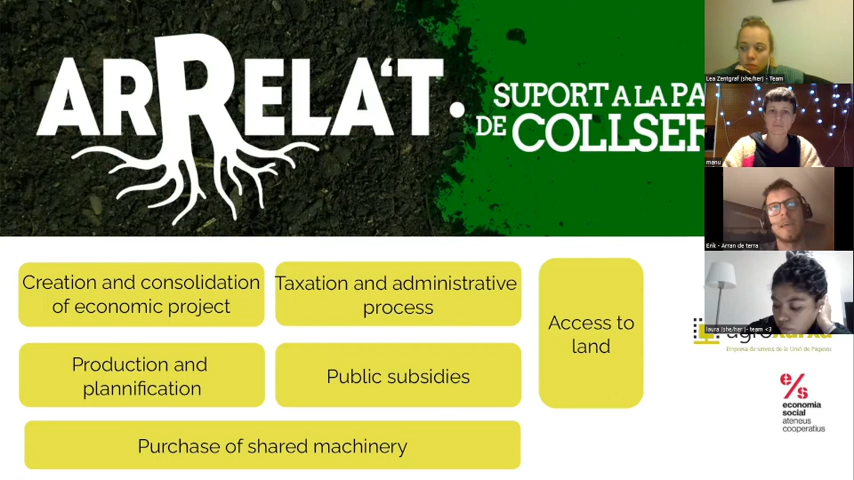 ARRELA'T.
SUPORT A LA PA
DE COLLSER
Lea Zentgraf (she/her) - Team
manu
Erik - Arran de terra
laura (she/her )- team <3
Creation and consolidation
of economic project
Taxation and administrative
process
Access to
land
Production and
plannification
Public subsidies
Purchase of shared machinery
Empresa de serveis de la Unió de Pagesos
e/s
economia
social
ateneus
cooperatius